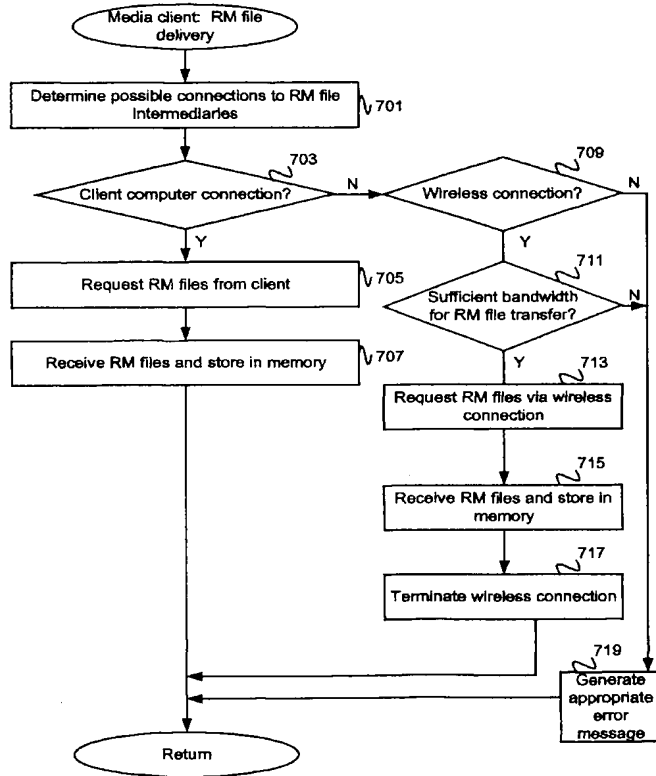 Media client: RM file
delivery
Determine possible connections to RM file
Intermediaries
701
703
Client computer connection?
N
Y
709
Wireless connection?
N
Y
Request RM files from client
705
711
Sufficient bandwidth
for RM file transfer?
N
Y
Receive RM files and store in memory
707
713
Request RM files via wireless
connection
715
Receive RM files and store in
memory
717
Terminate wireless connection
719
Generate
appropriate
error
message
Return